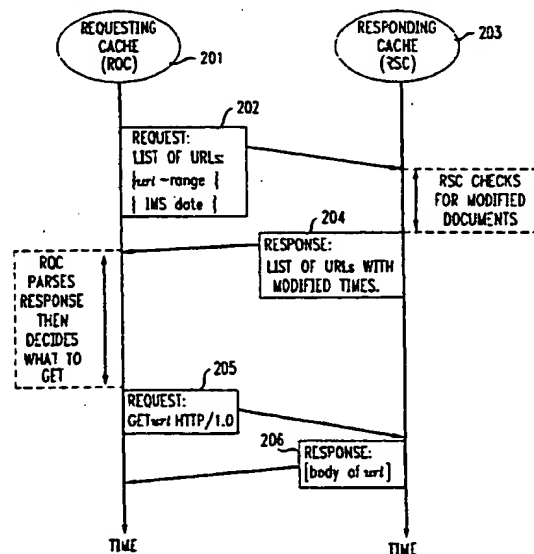 REQUESTING
CACHE
(ROC)
201
RESPONDING
CACHE
(RSC)
203
202
REQUEST:
LIST OF URLs:
{url-range {
} IMS date }
RSC CHECKS
FOR MODIFIED
DOCUMENTS
204
RESPONSE:
LIST OF URLs WITH
MODIFIED TIMES.
ROC
PARSES
RESPONSE
THEN
DECIDES
WHAT TO
GET
205
REQUEST:
GET url HTTP/1.0
206
RESPONSE:
[body of url]
TIME
TIME